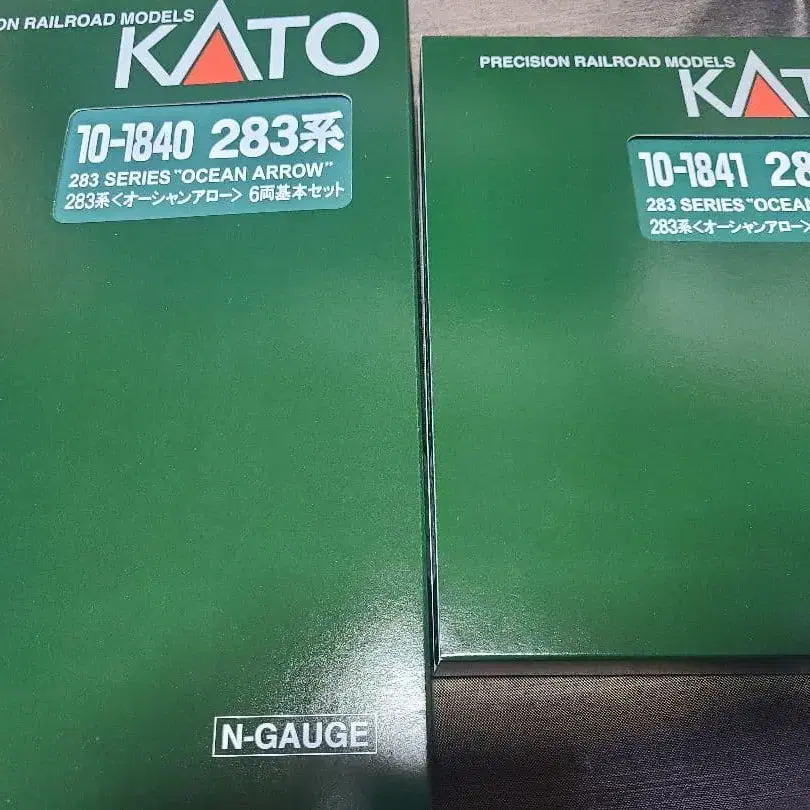 ON RAILROAD MODELS
KATO
10-1840 283系
283 SERIES "OCEAN ARROW"
283系<オーシャンアロー> 6両基本セット
N-GAUGE
PRECISION RAILROAD MODELS
KAT
10-1841 28
283 SERIES "OCEAN
283系<オーシャンアロー>